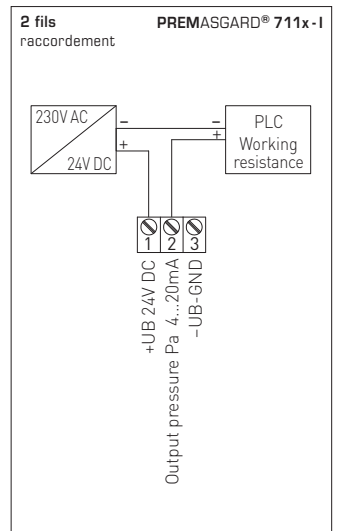 2 fils
raccordement
PREMASGARD® 711x - I
230V AC
24V DC
–
+
–
+
PLC
Working
resistance
1
2
3
+UB 24V DC
Output pressure Pa 4...20mA
–UB-GND